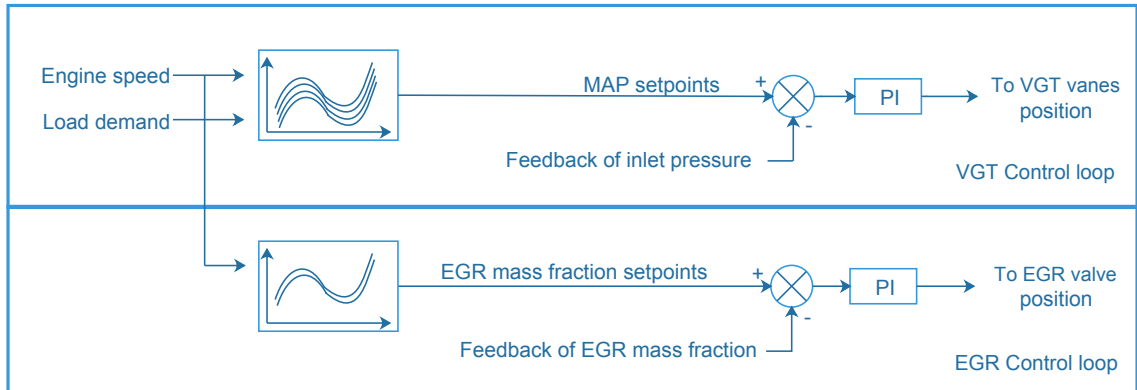 Engine speed
Load demand
MAP setpoints
+
-
PI
To VGT vanes
position
Feedback of inlet pressure
VGT Control loop
EGR mass fraction setpoints
+
-
PI
To EGR valve
position
Feedback of EGR mass fraction
EGR Control loop